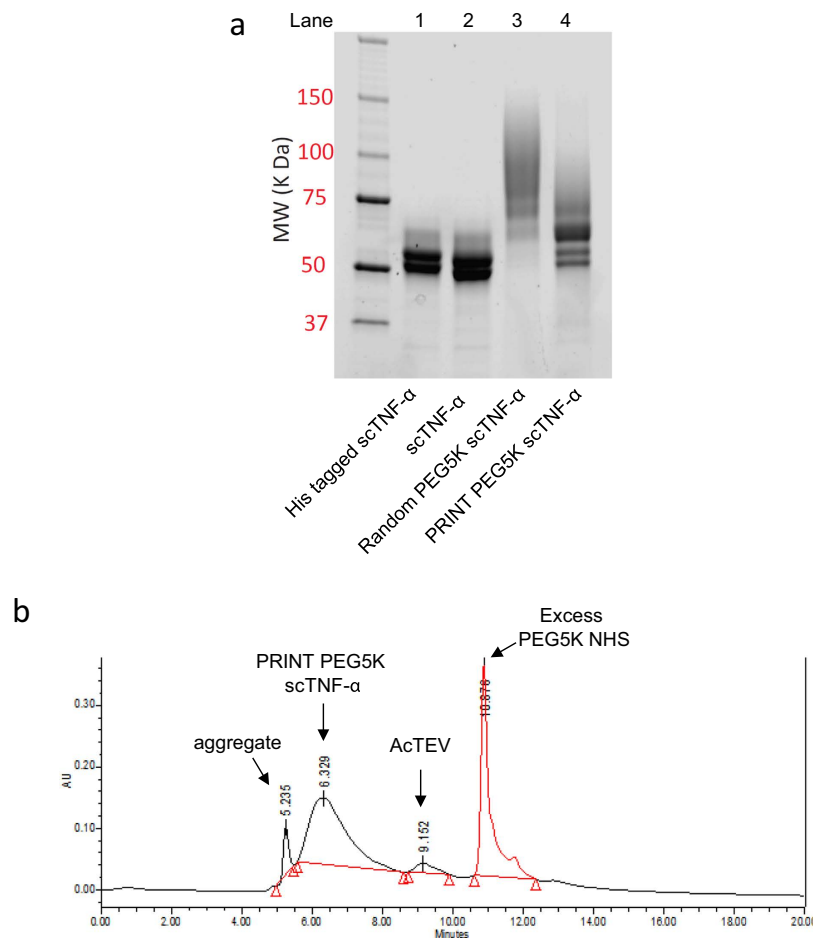 a
Lane 1 2 3 4
150
100
75
50
37
MW (K Da)
His tagged scTNF-α
scTNF-α
Random PEG5K scTNF-α
PRINT PEG5K scTNF-α
b
Excess
PEG5K NHS
PRINT PEG5K
scTNF-α
aggregate
AcTEV
5.235
6.329
9.152
10.876
0.30
0.20
0.10
0.00
AU
0.00 2.00 4.00 6.00 8.00 10.00 12.00 14.00 16.00 18.00 20.00
Minutes